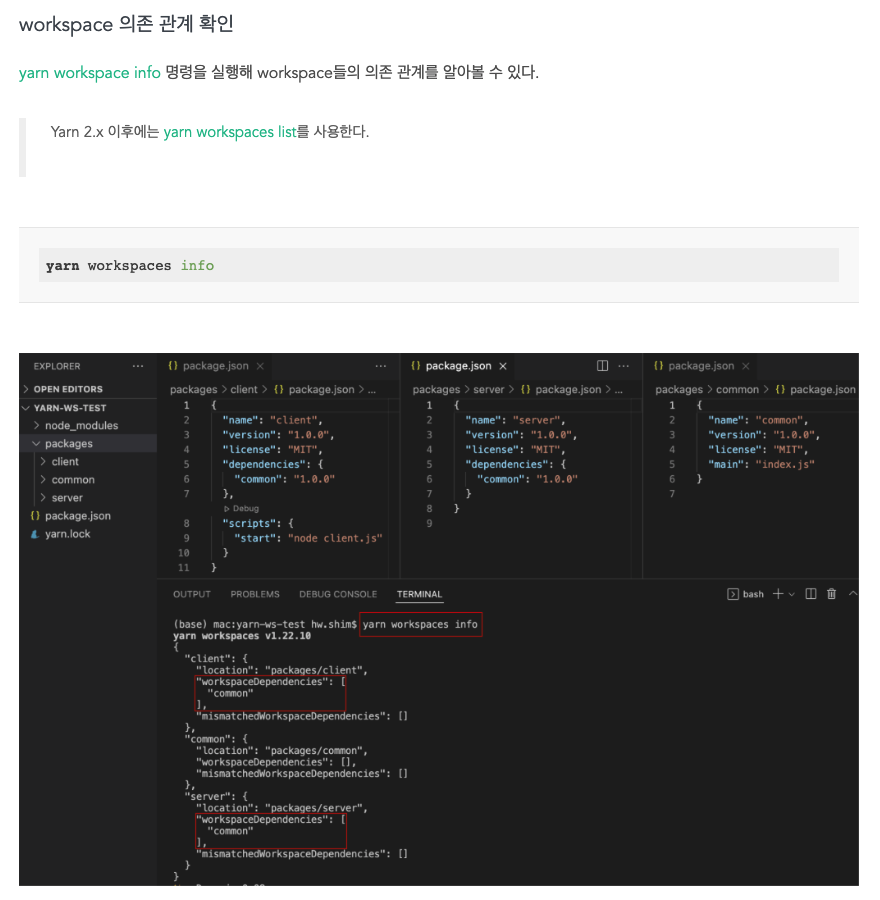 workspace 의존 관계 확인
yarn workspace info 명령을 실행해 workspace들의 의존 관계를 알아볼 수 있다.
Yarn 2.x 이후에는 yarn workspaces list를 사용한다.
yarn workspaces info
EXPLORER
OPEN EDITORS
YARN-WS-TEST
node_modules
packages
client
common
server
{} package.json
yarn.lock
{} package.json
packages > client > {} package.json > ...
1 {
2 "name": "client",
3 "version": "1.0.0",
4 "license": "MIT",
5 "dependencies": {
6 "common": "1.0.0"
7 },
Debug
8 "scripts": {
9 "start": "node client.js"
10 }
11 }
{} package.json
packages > server > {} package.json > ...
1 {
2 "name": "server",
3 "version": "1.0.0",
4 "license": "MIT",
5 "dependencies": {
6 "common": "1.0.0"
7 }
8 }
9
{} package.json
packages > common > {} package.json
1 {
2 "name": "common",
3 "version": "1.0.0",
4 "license": "MIT",
5 "main": "index.js"
6 }
7
OUTPUT PROBLEMS DEBUG CONSOLE TERMINAL bash
(base) mac:yarn-ws-test hw.shim$ yarn workspaces info
yarn workspaces v1.22.10
{
"client": {
"location": "packages/client",
"workspaceDependencies": [
"common"
],
"mismatchedWorkspaceDependencies": []
},
"common": {
"location": "packages/common",
"workspaceDependencies": [],
"mismatchedWorkspaceDependencies": []
},
"server": {
"location": "packages/server",
"workspaceDependencies": [
"common"
],
"mismatchedWorkspaceDependencies": []
}
}